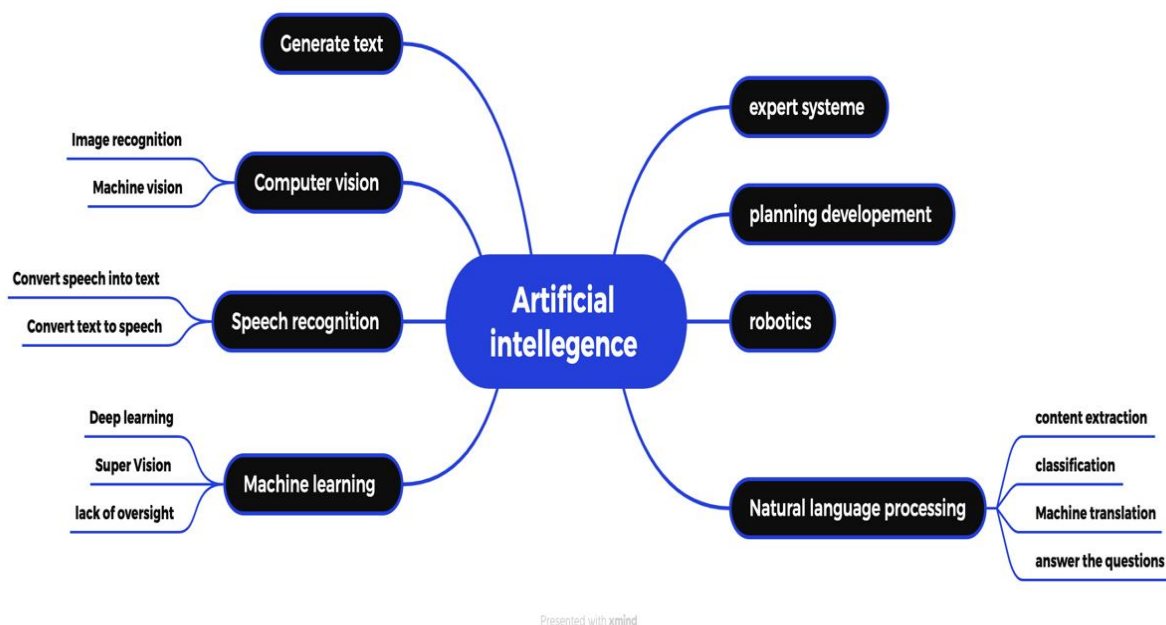 Generate text
Image recognition
Machine vision
Computer vision
Convert speech into text
Convert text to speech
Speech recognition
Deep learning
Super Vision
lack of oversight
Machine learning
Artificial
intellegence
expert systeme
planning developement
robotics
Natural language processing
content extraction
classification
Machine translation
answer the questions
Presented with xmind